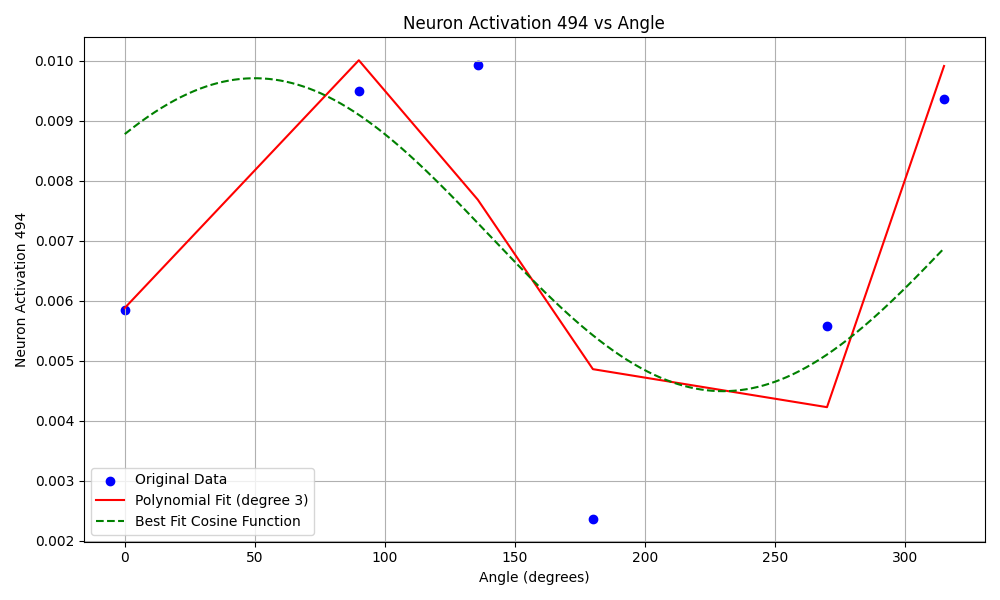 Neuron Activation 494 vs Angle
Neuron Activation 494
0.010
0.009
0.008
0.007
0.006
0.005
0.004
0.003
0.002
Original Data
Polynomial Fit (degree 3)
Best Fit Cosine Function
0
50
100
150
200
250
300
Angle (degrees)